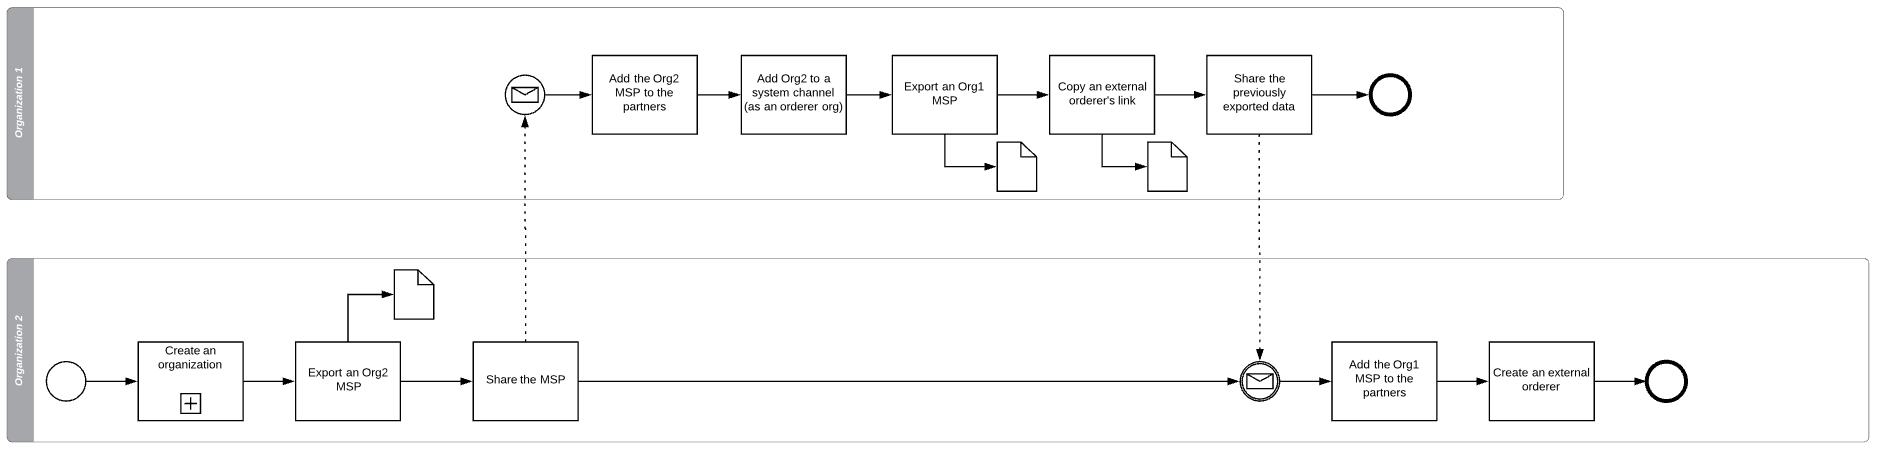 Organization 1
Add the Org2
MSP to the
partners
Add Org2 to a
system channel
(as an orderer org)
Export an Org1
MSP
Copy an external
orderer's link
Share the
previously
exported data
Organization 2
Create an
organization
Export an Org2
MSP
Share the MSP
Add the Org1
MSP to the
partners
Create an external
orderer